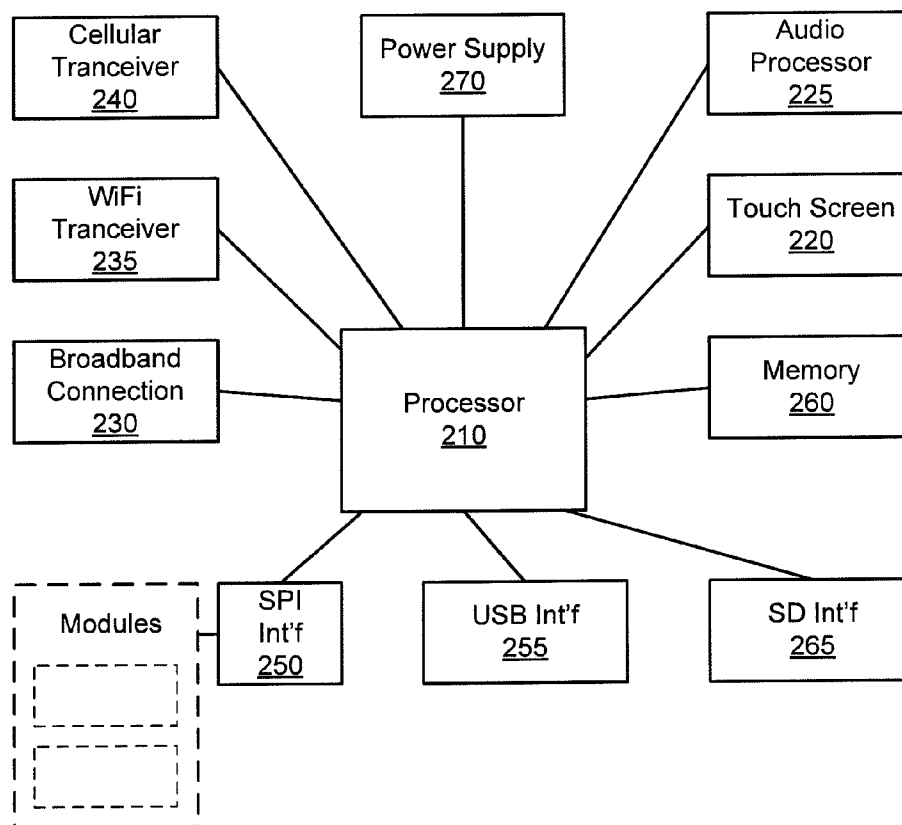 Cellular
Tranceiver
240
Power Supply
270
Audio
Processor
225
WiFi
Tranceiver
235
Touch Screen
220
Broadband
Connection
230
Processor
210
Memory
260
Modules
SPI
Int'f
250
USB Int'f
255
SD Int'f
265